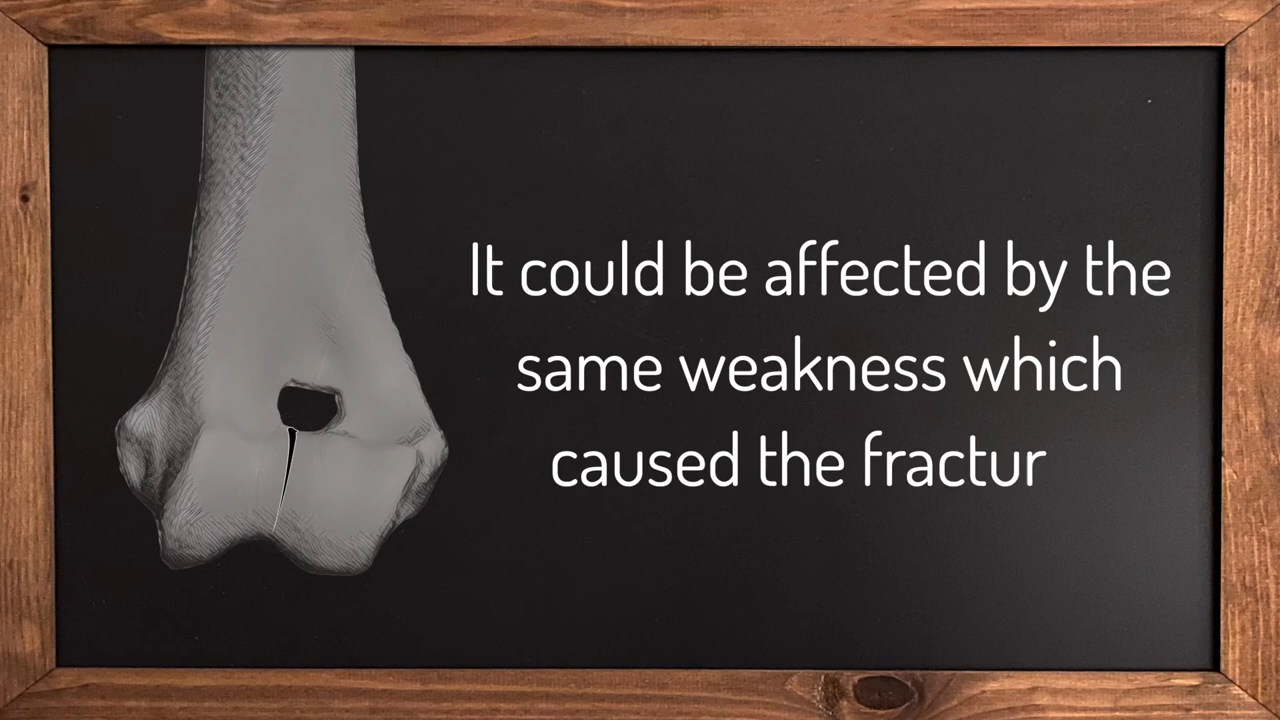 It could be affected by the
same weakness which
caused the fractur